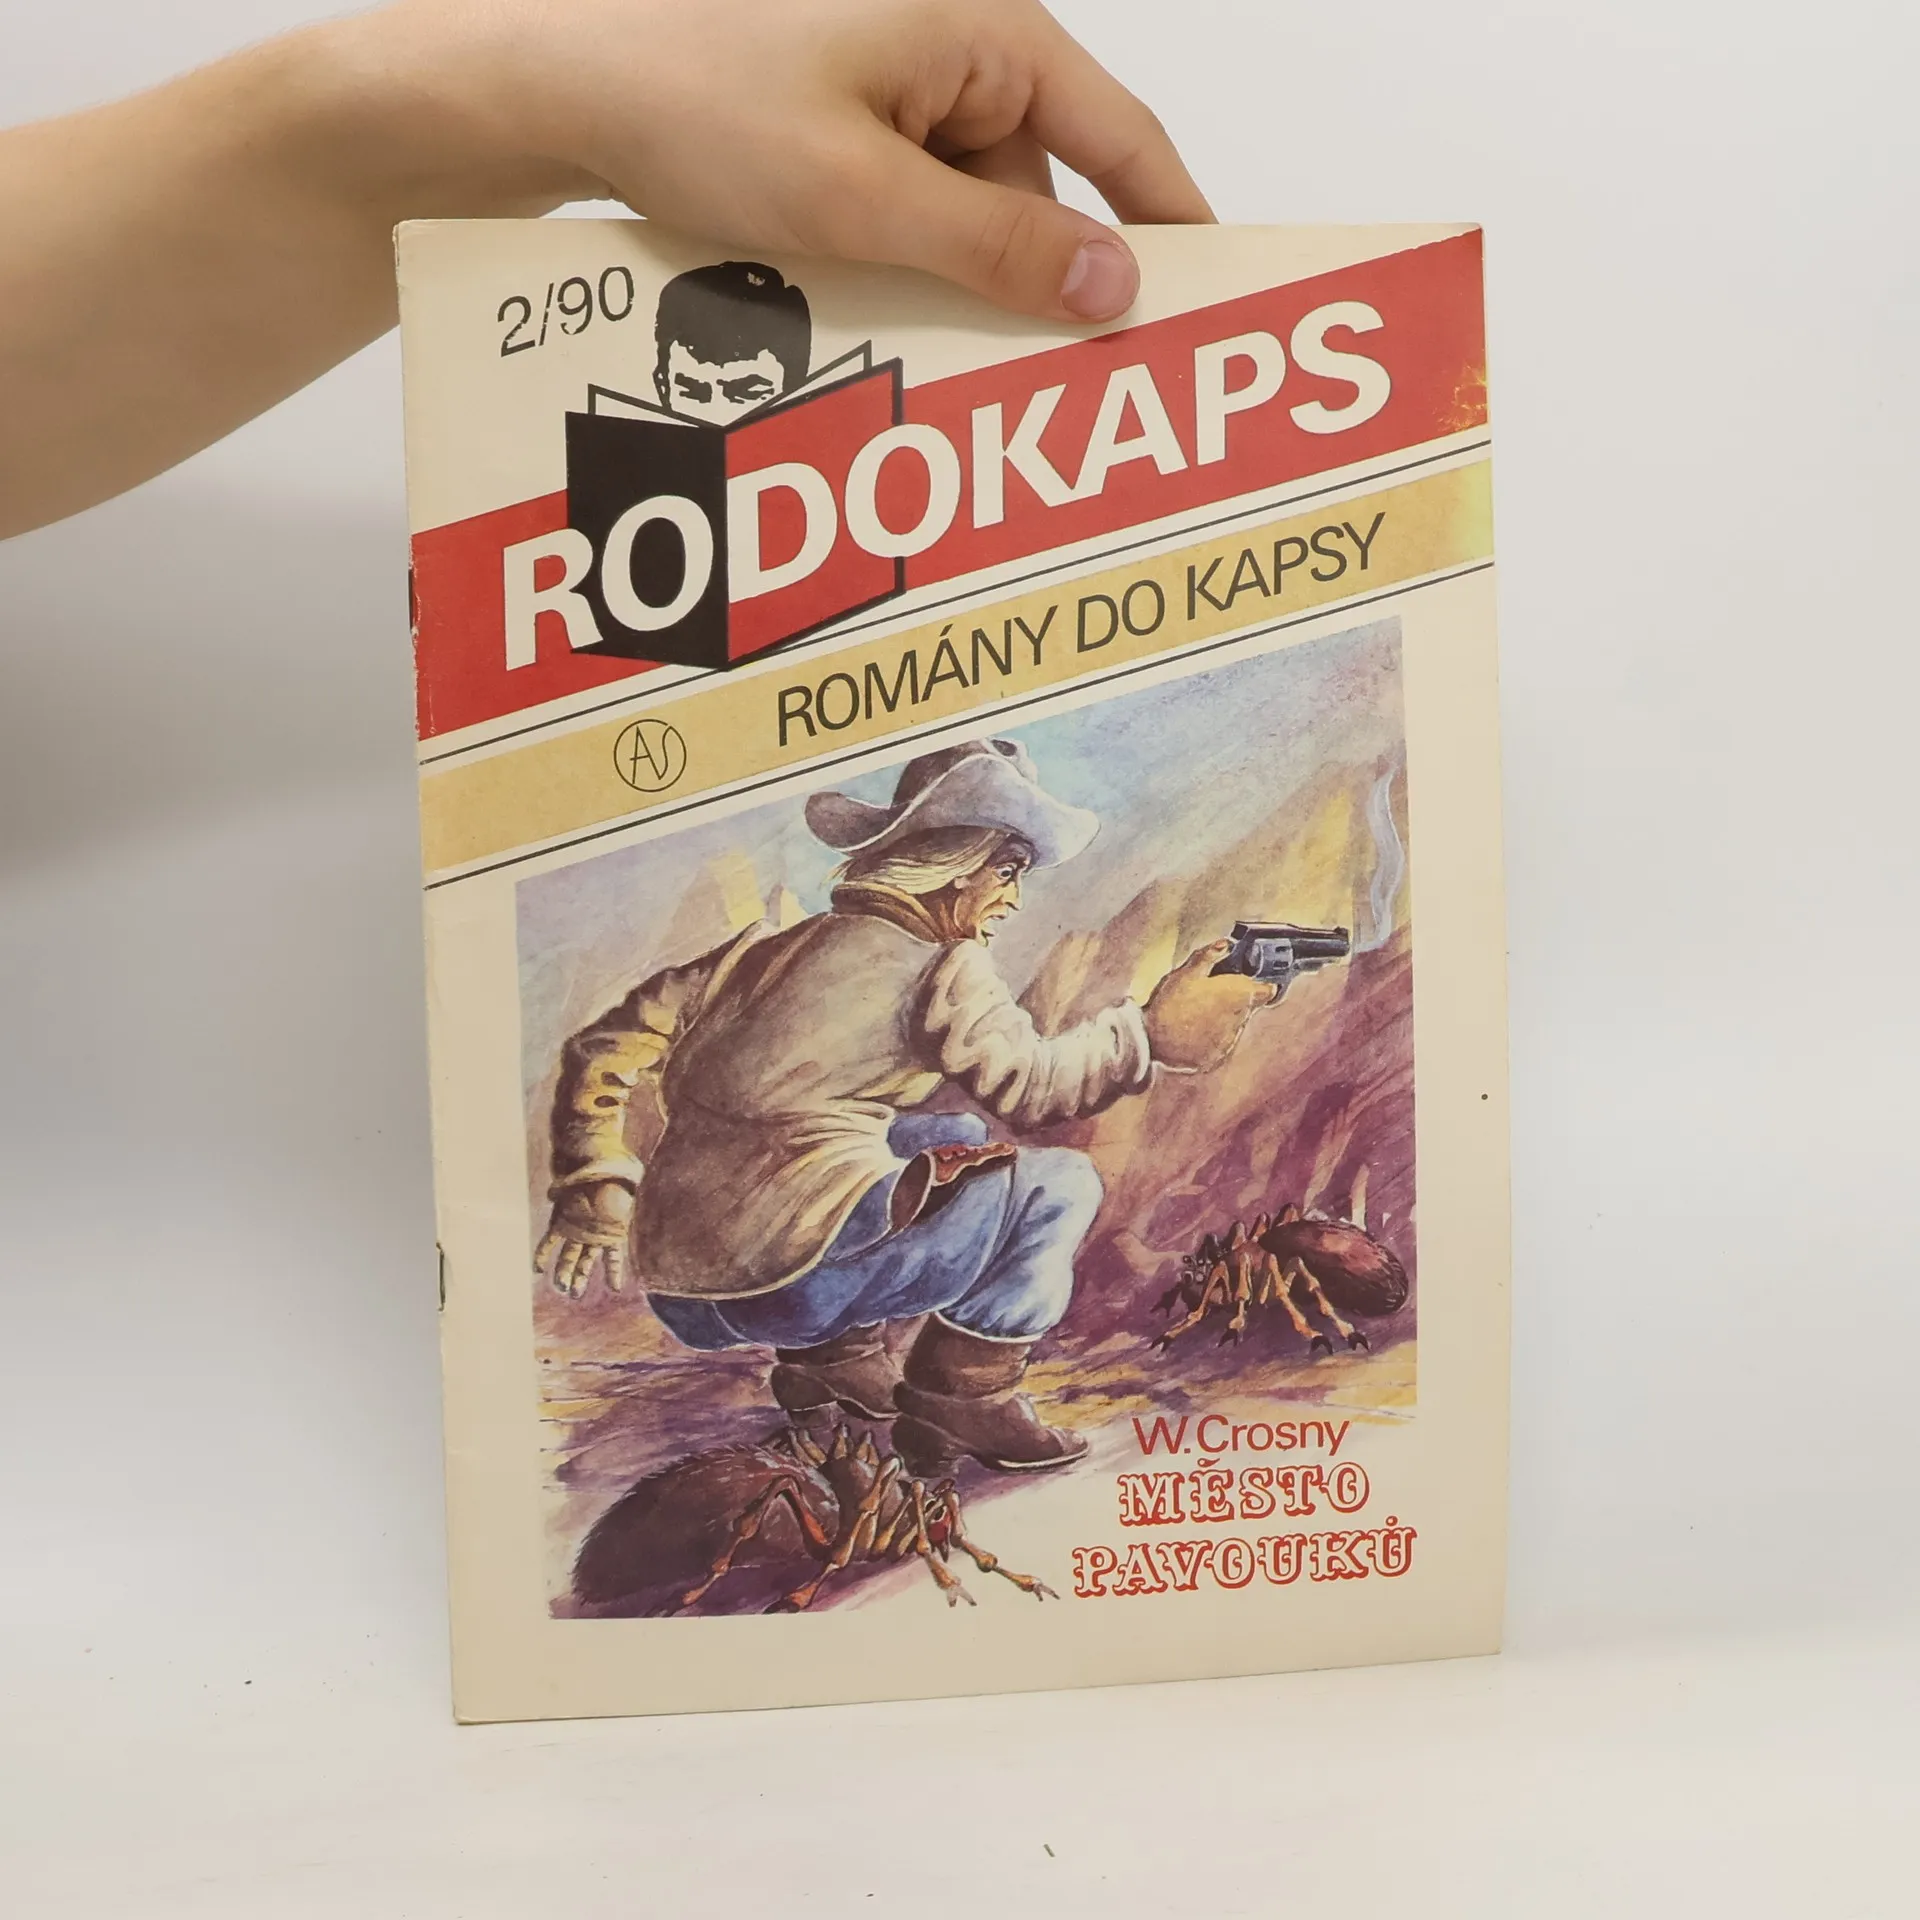 2/90
RODOKAPS
ROMÁNY DO KAPSY
AS
W. Crosny
MĚSTO
PAVOUKŮ